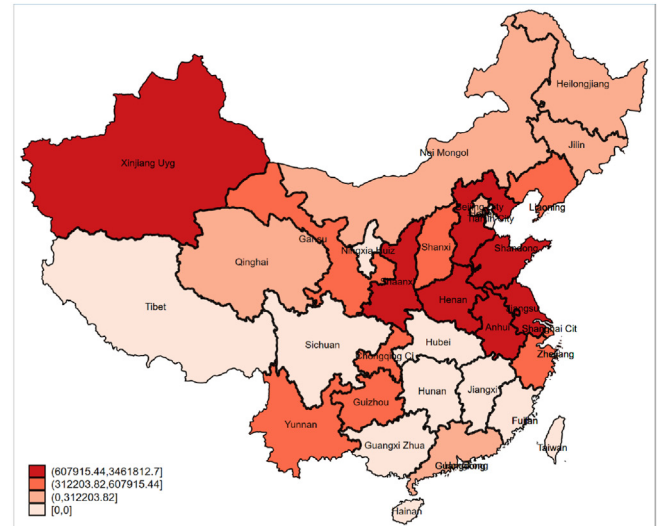 Heilongjiang
Jilin
Nei Mongol
Xinjiang Uyg
Liaoning
Gansu
Shanxi
Ningxia Huiz
Shandong
Qinghai
Shaanxi
Henan
Jiangsu
Tibet
Anhui
Shanghai Cit
Hubei
Sichuan
Chongqing Ci
Zhejiang
Hunan
Jiangxi
Guizhou
Yunnan
Fujian
Guangxi Zhua
Taiwan
Hainan
(607915.44,3461812.7]
(312203.82,607915.44]
(0,312203.82]
[0,0]